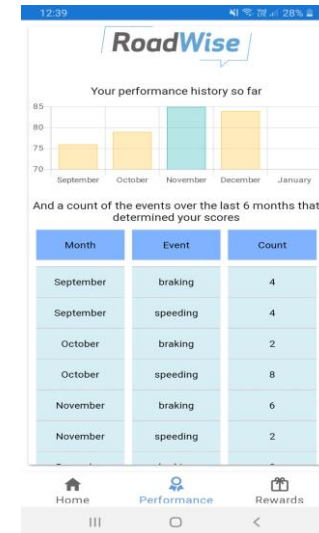 12:39 28%
RoadWise
Your performance history so far
85
80
75
70
September October November December January
And a count of the events over the last 6 months that
determined your scores
Month Event Count
September braking 4
September speeding 4
October braking 2
October speeding 8
November braking 6
November speeding 2
Home Performance Rewards